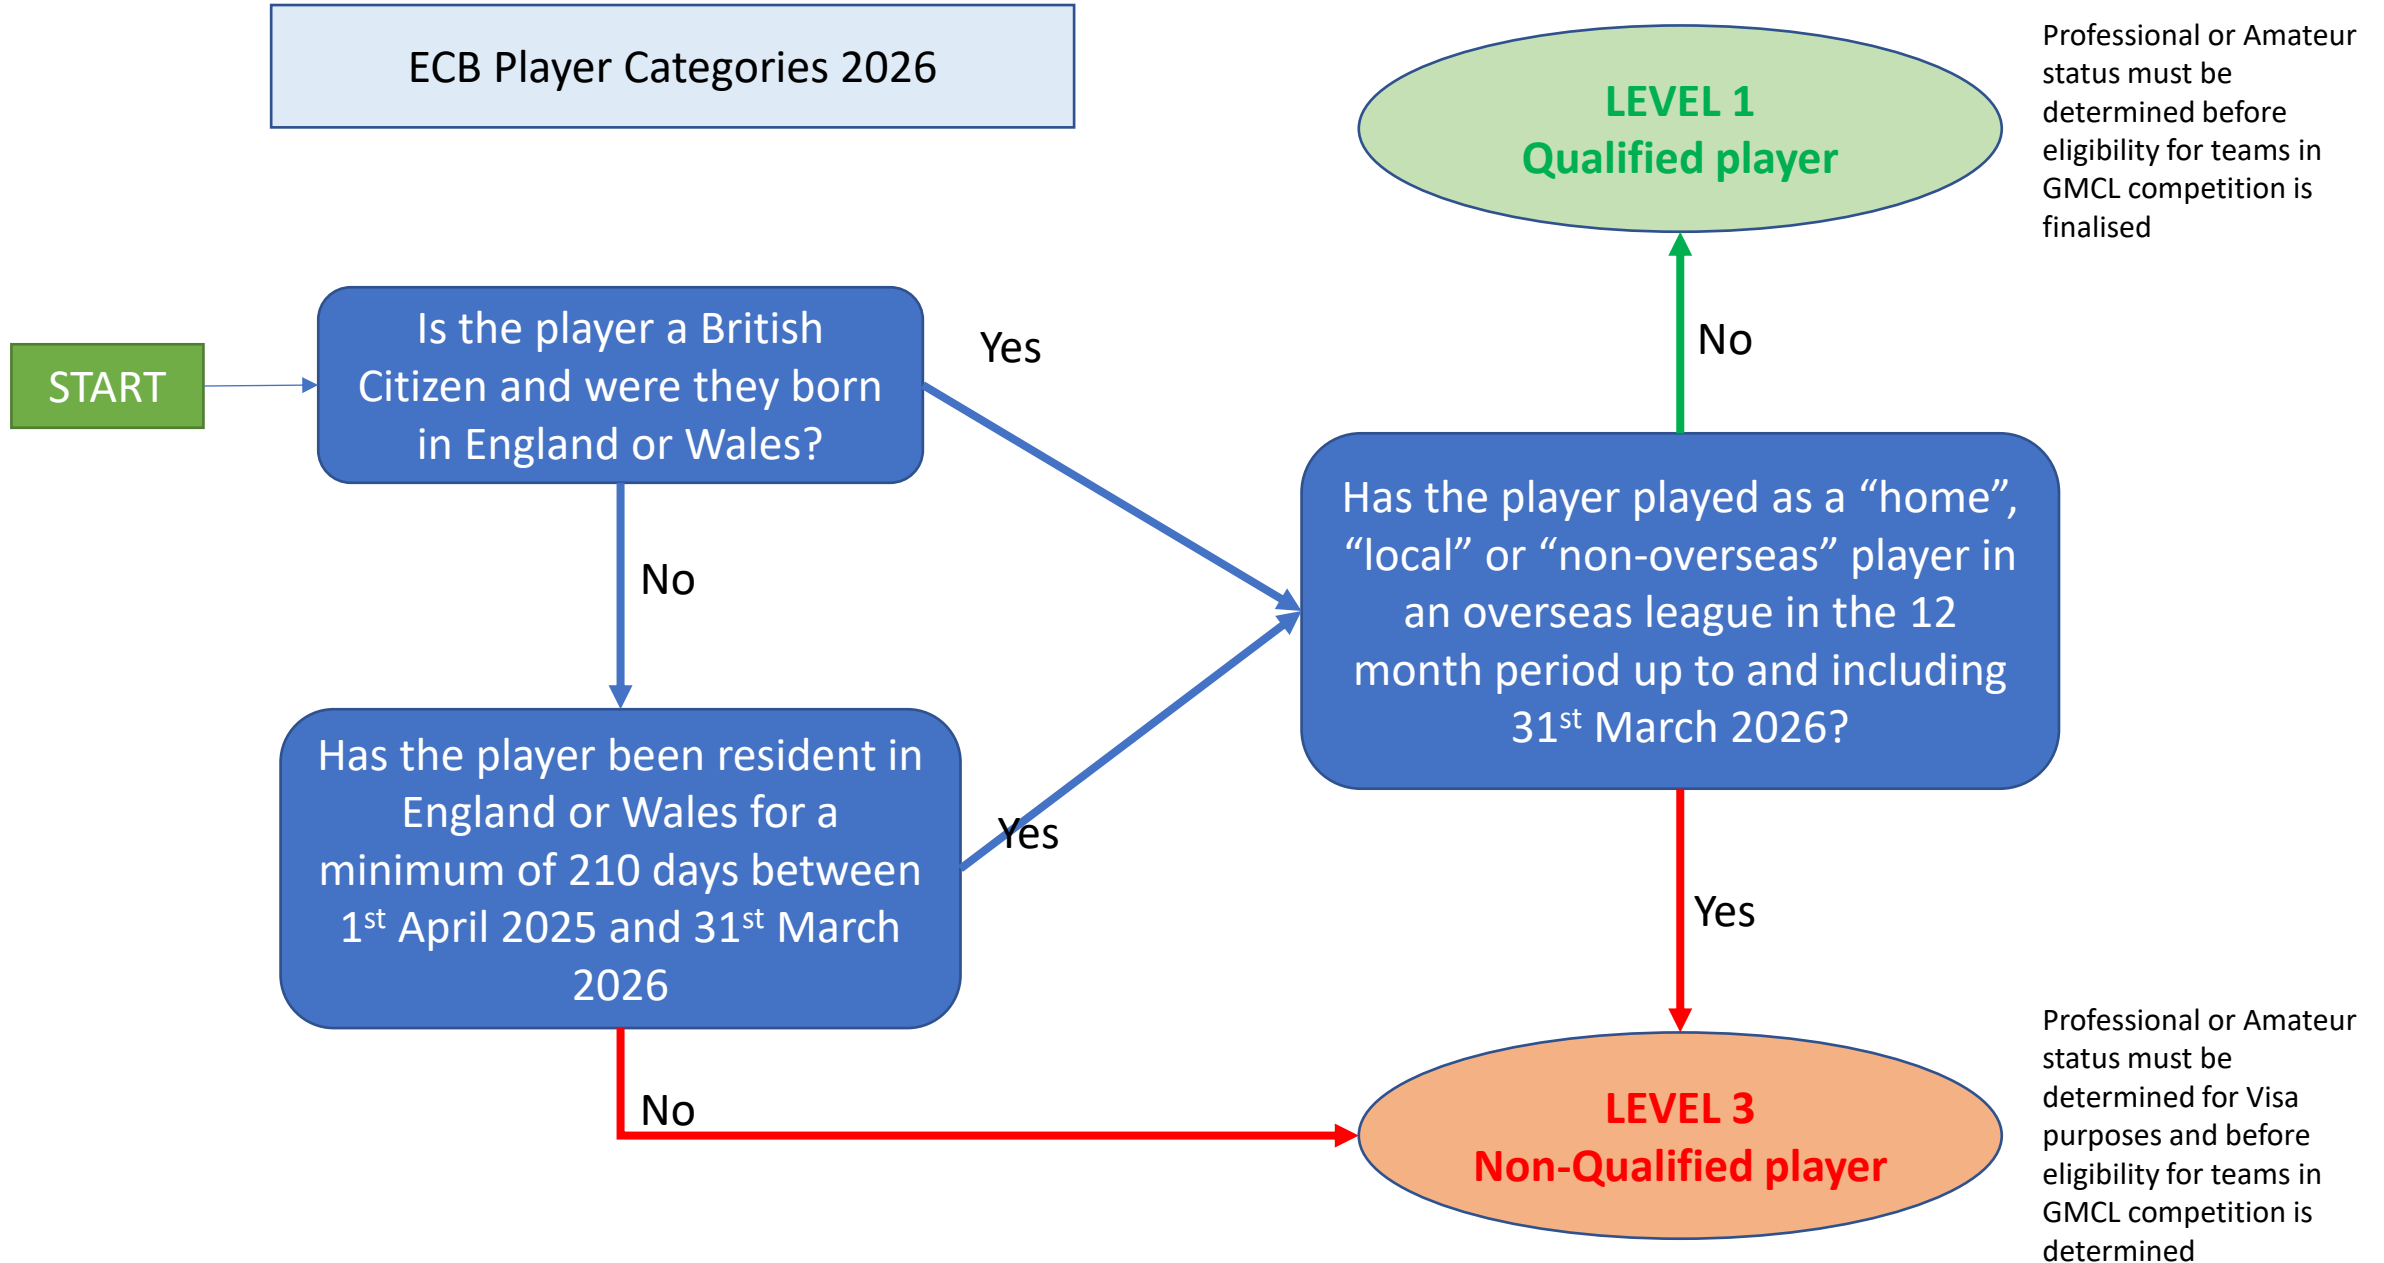 ECB Player Categories 2026
LEVEL 1
Qualified player
Professional or Amateur
status must be
determined before
eligibility for teams in
GMCL competition is
finalised
START
Is the player a British
Citizen and were they born
in England or Wales?
Yes
No
No
Has the player played as a “home”,
“local” or “non-overseas” player in
an overseas league in the 12
month period up to and including
31st March 2026?
Has the player been resident in
England or Wales for a
minimum of 210 days between
1st April 2025 and 31st March
2026
Yes
Yes
No
LEVEL 3
Non-Qualified player
Professional or Amateur
status must be
determined for Visa
purposes and before
eligibility for teams in
GMCL competition is
determined